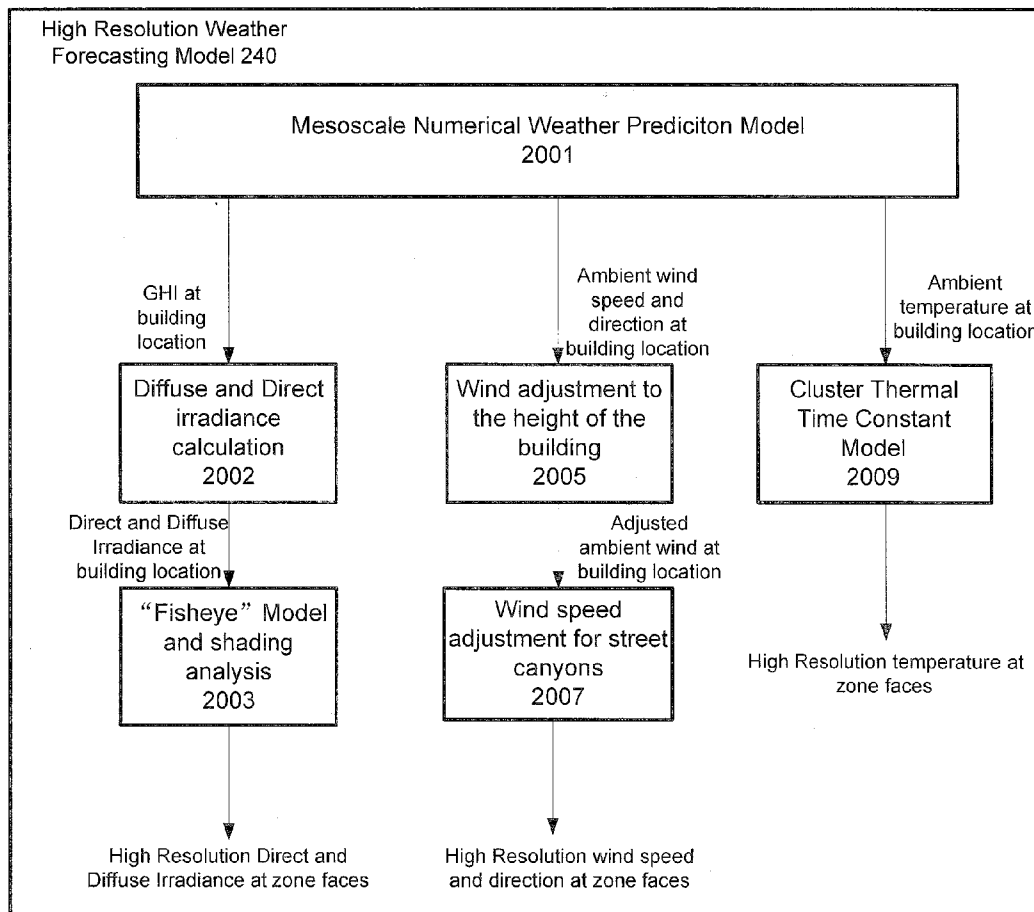 High Resolution Weather
Forecasting Model 240
Mesoscale Numerical Weather Prediciton Model
2001
GHI at
building
location
Ambient wind
speed and
direction at
building location
Ambient
temperature at
building location
Diffuse and Direct
irradiance
calculation
2002
Wind adjustment to
the height of the
building
2005
Cluster Thermal
Time Constant
Model
2009
Direct and Diffuse
Irradiance at
building location
Adjusted
ambient wind at
building location
“Fisheye” Model
and shading
analysis
2003
Wind speed
adjustment for street
canyons
2007
High Resolution temperature at
zone faces
High Resolution Direct and
Diffuse Irradiance at zone faces
High Resolution wind speed
and direction at zone faces